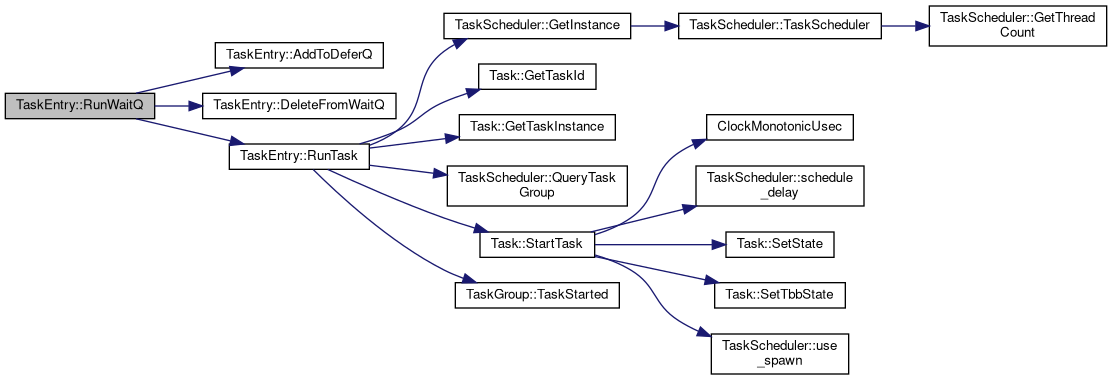 TaskEntry::RunWaitQ
TaskEntry::AddToDeferQ
TaskEntry::DeleteFromWaitQ
TaskEntry::RunTask
TaskScheduler::GetInstance
TaskScheduler::TaskScheduler
TaskScheduler::GetThread
Count
Task::GetTaskId
Task::GetTaskInstance
TaskScheduler::QueryTask
Group
Task::StartTask
TaskGroup::TaskStarted
ClockMonotonicUsec
TaskScheduler::schedule
_delay
Task::SetState
Task::SetTbbState
TaskScheduler::use
_spawn